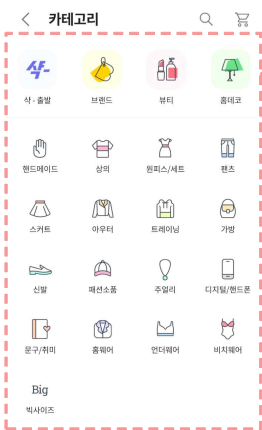 카테고리
삭-
삭-출발 브랜드 뷰티 홈데코
핸드메이드 상의 원피스/세트 팬츠
스커트 아우터 트레이닝 가방
신발 패션소품 주얼리 디지털/핸드폰
문구/취미 홈웨어 언더웨어 비치웨어
Big
빅사이즈